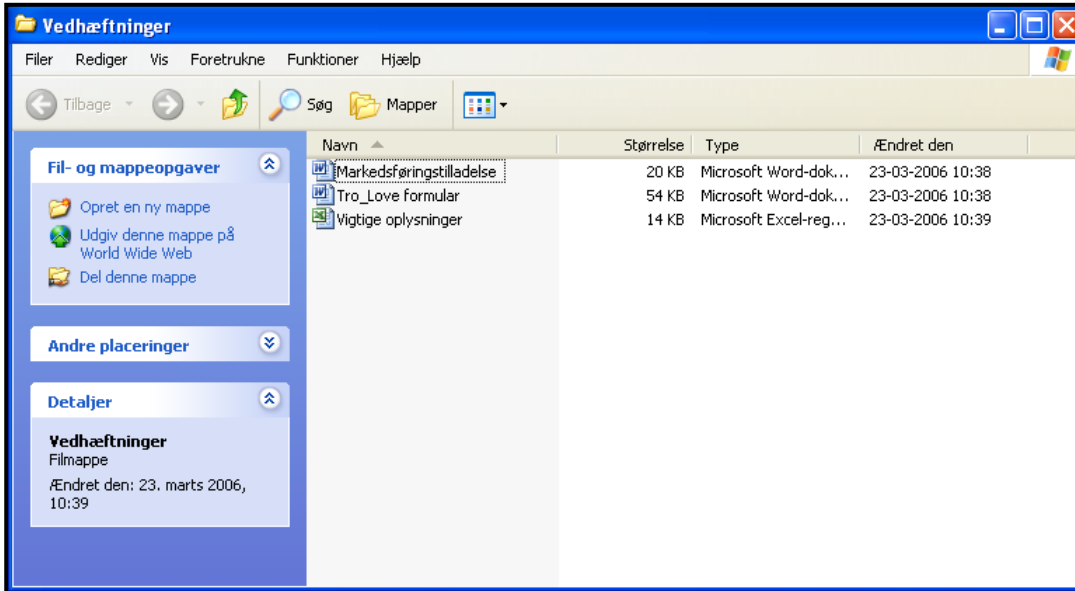 Vedhæftninger
Filer Rediger Vis Foretrukne Funktioner Hjælp
Tilbage Søg Mapper
Fil- og mappeopgaver
Opret en ny mappe
Udgiv denne mappe på
World Wide Web
Del denne mappe
Andre placeringer
Detaljer
Vedhæftninger
Filmappe
Ændret den: 23. marts 2006,
10:39
Navn Størrelse Type Ændret den
Markedsføringstilladelse 20 KB Microsoft Word-dok... 23-03-2006 10:38
Tro_Love formular 54 KB Microsoft Word-dok... 23-03-2006 10:38
Vigtige oplysninger 14 KB Microsoft Excel-reg... 23-03-2006 10:39